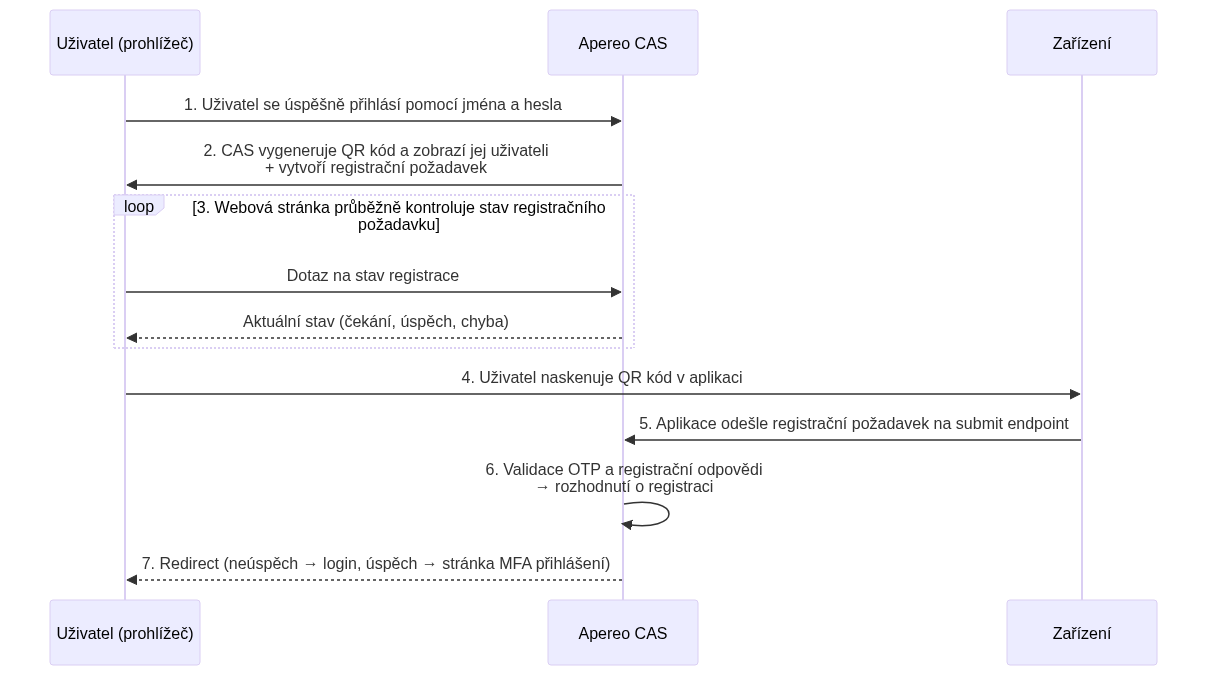 Uživatel (prohlížeč)
Apereo CAS
Zařízení
1. Uživatel se úspěšně přihlásí pomocí jména a hesla
2. CAS vygeneruje QR kód a zobrazí jej uživateli
+ vytvoří registrační požadavek
loop
[3. Webová stránka průběžně kontroluje stav registračního
požadavku]
Dotaz na stav registrace
Aktuální stav (čekání, úspěch, chyba)
4. Uživatel naskenuje QR kód v aplikaci
5. Aplikace odešle registrační požadavek na submit endpoint
6. Validace OTP a registrační odpovědi
→ rozhodnutí o registraci
7. Redirect (neúspěch → login, úspěch → stránka MFA přihlášení)
Uživatel (prohlížeč)
Apereo CAS
Zařízení